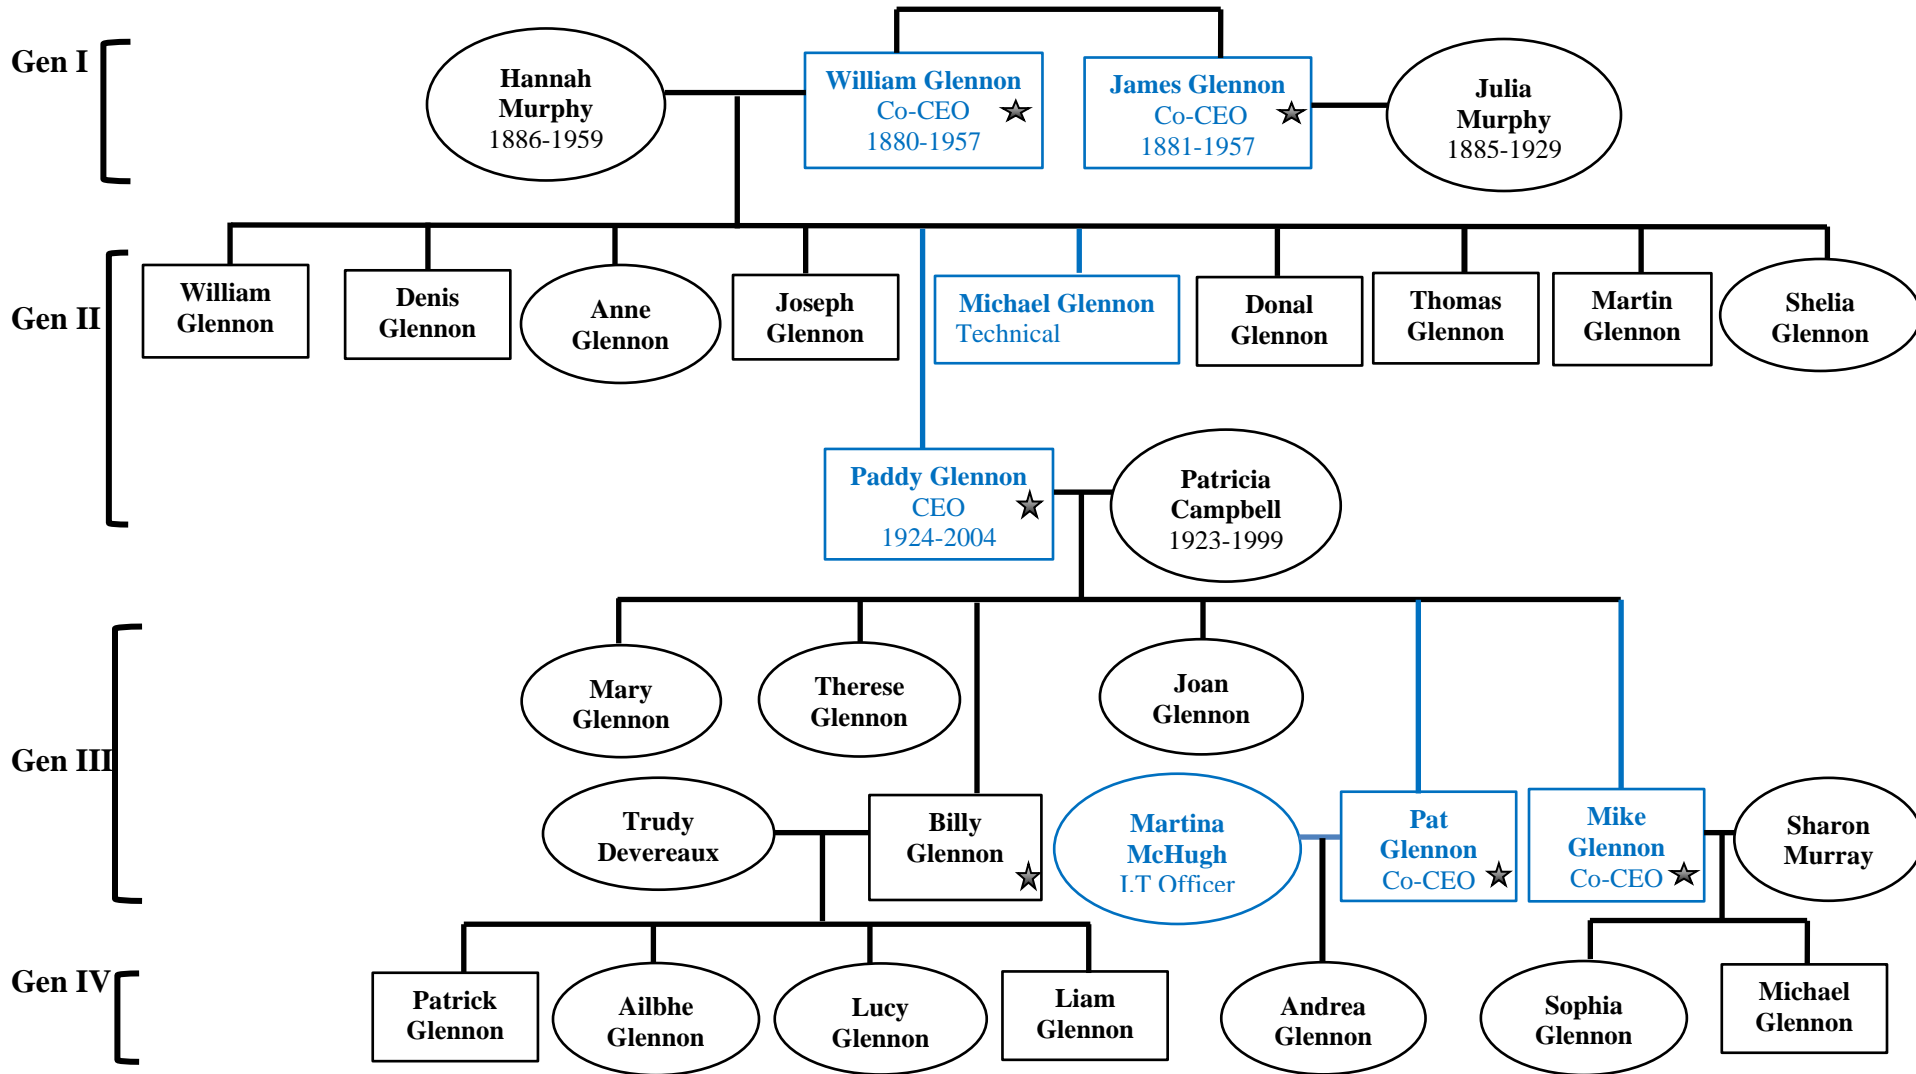 Gen I
Hannah
Murphy
1886-1959
William Glennon
Co-CEO
1880-1957
James Glennon
Co-CEO
1881-1957
Julia
Murphy
1885-1929
Gen II
William
Glennon
Denis
Glennon
Anne
Glennon
Joseph
Glennon
Michael Glennon
Technical
Donal
Glennon
Thomas
Glennon
Martin
Glennon
Shelia
Glennon
Paddy Glennon
CEO
1924-2004
Patricia
Campbell
1923-1999
Gen III
Mary
Glennon
Therese
Glennon
Joan
Glennon
Trudy
Devereaux
Billy
Glennon
Martina
McHugh
I.T Officer
Pat
Glennon
Co-CEO
Mike
Glennon
Co-CEO
Sharon
Murray
Gen IV
Patrick
Glennon
Ailbhe
Glennon
Lucy
Glennon
Liam
Glennon
Andrea
Glennon
Sophia
Glennon
Michael
Glennon